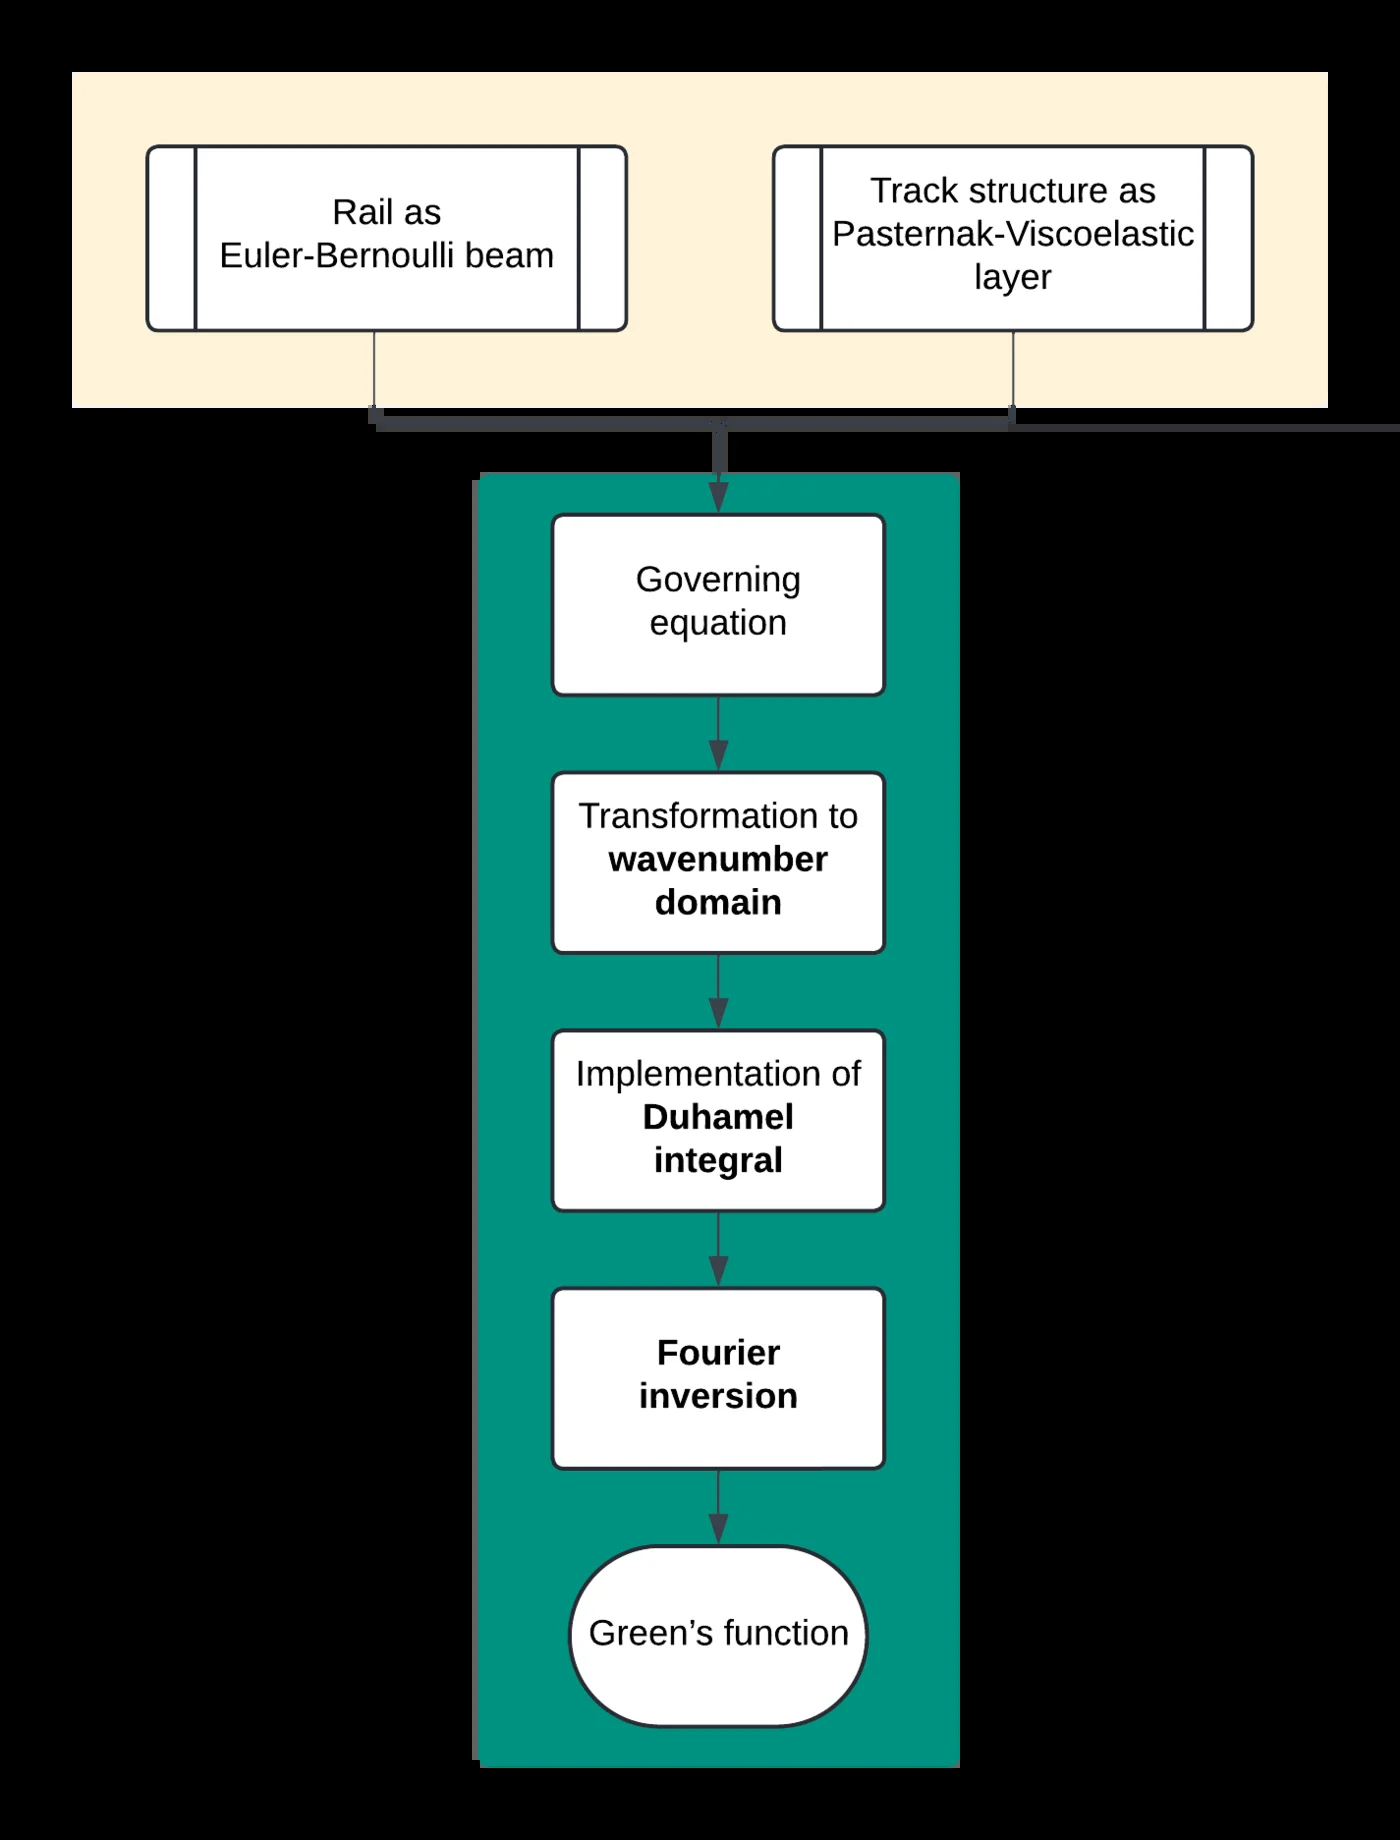 Rail as
Euler-Bernoulli beam
Track structure as
Pasternak-Viscoelastic
layer
Governing
equation
Transformation to
wavenumber
domain
Implementation of
Duhamel
integral
Fourier
inversion
Green’s function